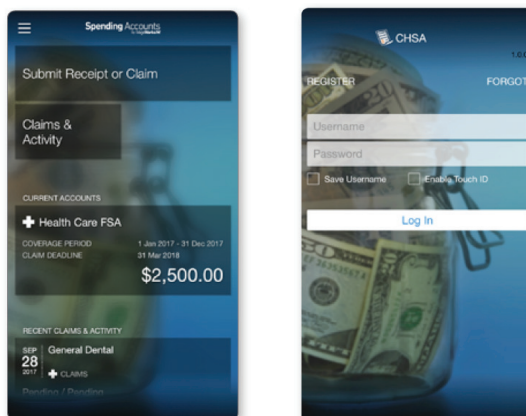 Spending Accounts
Submit Receipt or Claim
Claims &
Activity
CURRENT ACCOUNTS
Health Care FSA
COVERAGE PERIOD 1 Jan 2017 - 31 Dec 2017
CLAIM DEADLINE 31 Mar 2018
$2,500.00
RECENT CLAIMS & ACTIVITY
SEP
28
2017
General Dental
CLAIMS
Pending / Pending
CHSA
1.0.
REGISTER
FORGOT
Username
Password
Save Username
Enable Touch ID
Log In